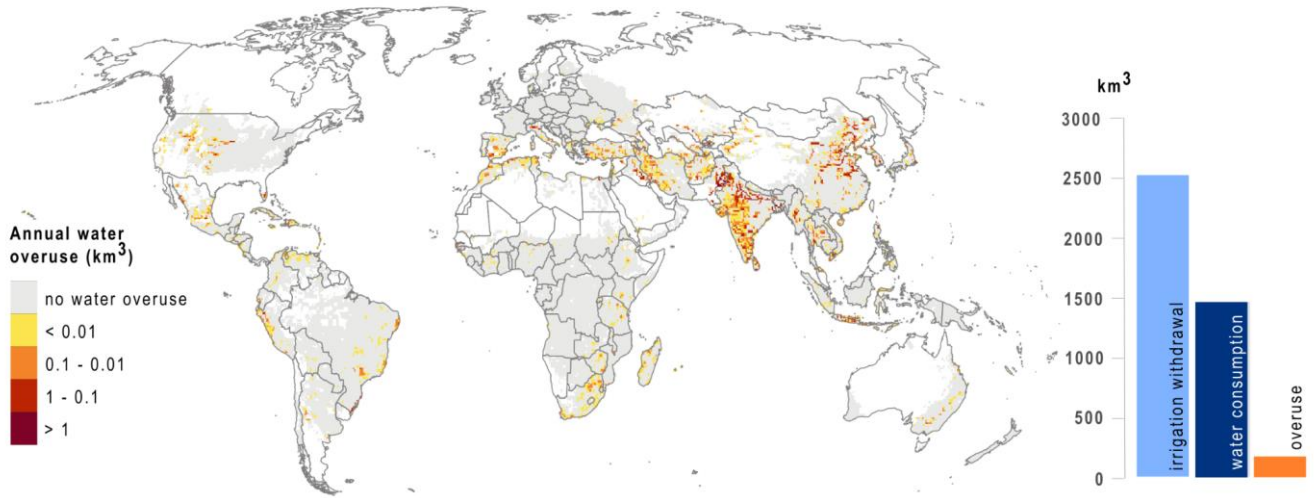 Annual water
overuse (km³)
no water overuse
< 0.01
0.1 - 0.01
1 - 0.1
> 1
km³
3000
2500
2000
1500
1000
500
0
irrigation withdrawal
water consumption
overuse